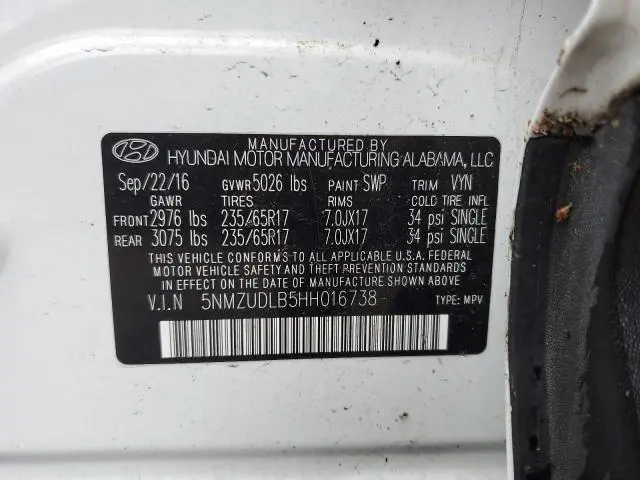 MANUFACTURED BY
HYUNDAI MOTOR MANUFACTURING ALABAMA, LLC
Sep/22/16 GVWR 5026 lbs PAINT SWP TRIM VYN
GAWR TIRES RIMS COLD TIRE INFL
FRONT 2976 lbs 235/65R17 7.0JX17 34 psi SINGLE
REAR 3075 lbs 235/65R17 7.0JX17 34 psi SINGLE
THIS VEHICLE CONFORMS TO ALL APPLICABLE U.S.A. FEDERAL
MOTOR VEHICLE SAFETY AND THEFT PREVENTION STANDARDS IN EFFECT ON THE
DATE OF MANUFACTURE SHOWN ABOVE
V.I.N 5NMZUDLB5HH016738 TYPE: MPV